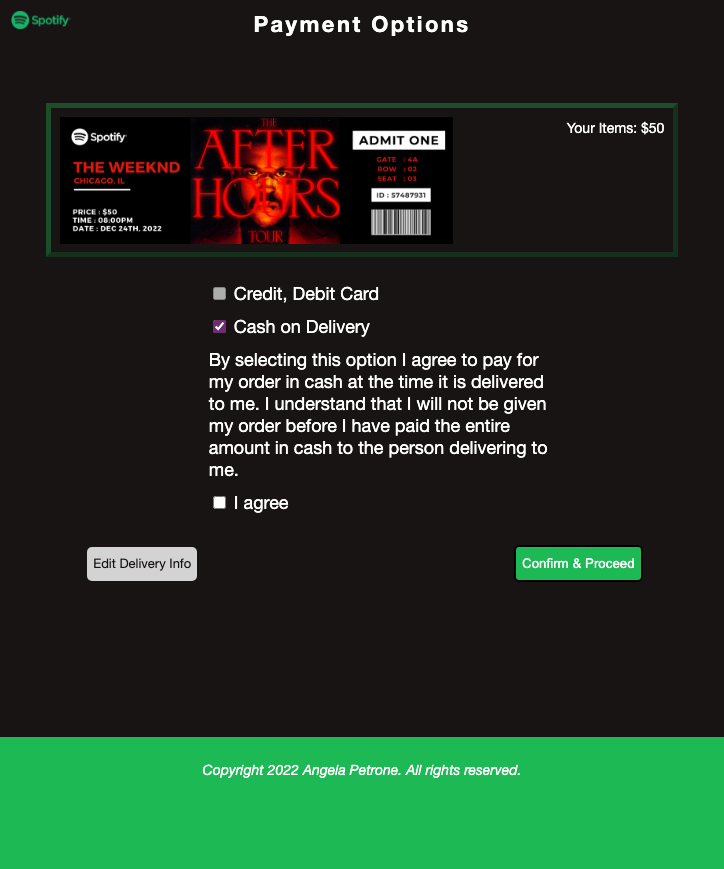 Spotify
Payment Options
Your Items: $50
Spotify
THE WEEKND
CHICAGO, IL
PRICE : $50
TIME : 08:00PM
DATE : DEC 24TH, 2022
THE
AFTER
HOURS
TOUR
ADMIT ONE
GATE : 4A
ROW : 02
SEAT : 03
ID : 57487931
Credit, Debit Card
Cash on Delivery
By selecting this option I agree to pay for
my order in cash at the time it is delivered
to me. I understand that I will not be given
my order before I have paid the entire
amount in cash to the person delivering to
me.
I agree
Edit Delivery Info
Confirm & Proceed
Copyright 2022 Angela Petrone. All rights reserved.